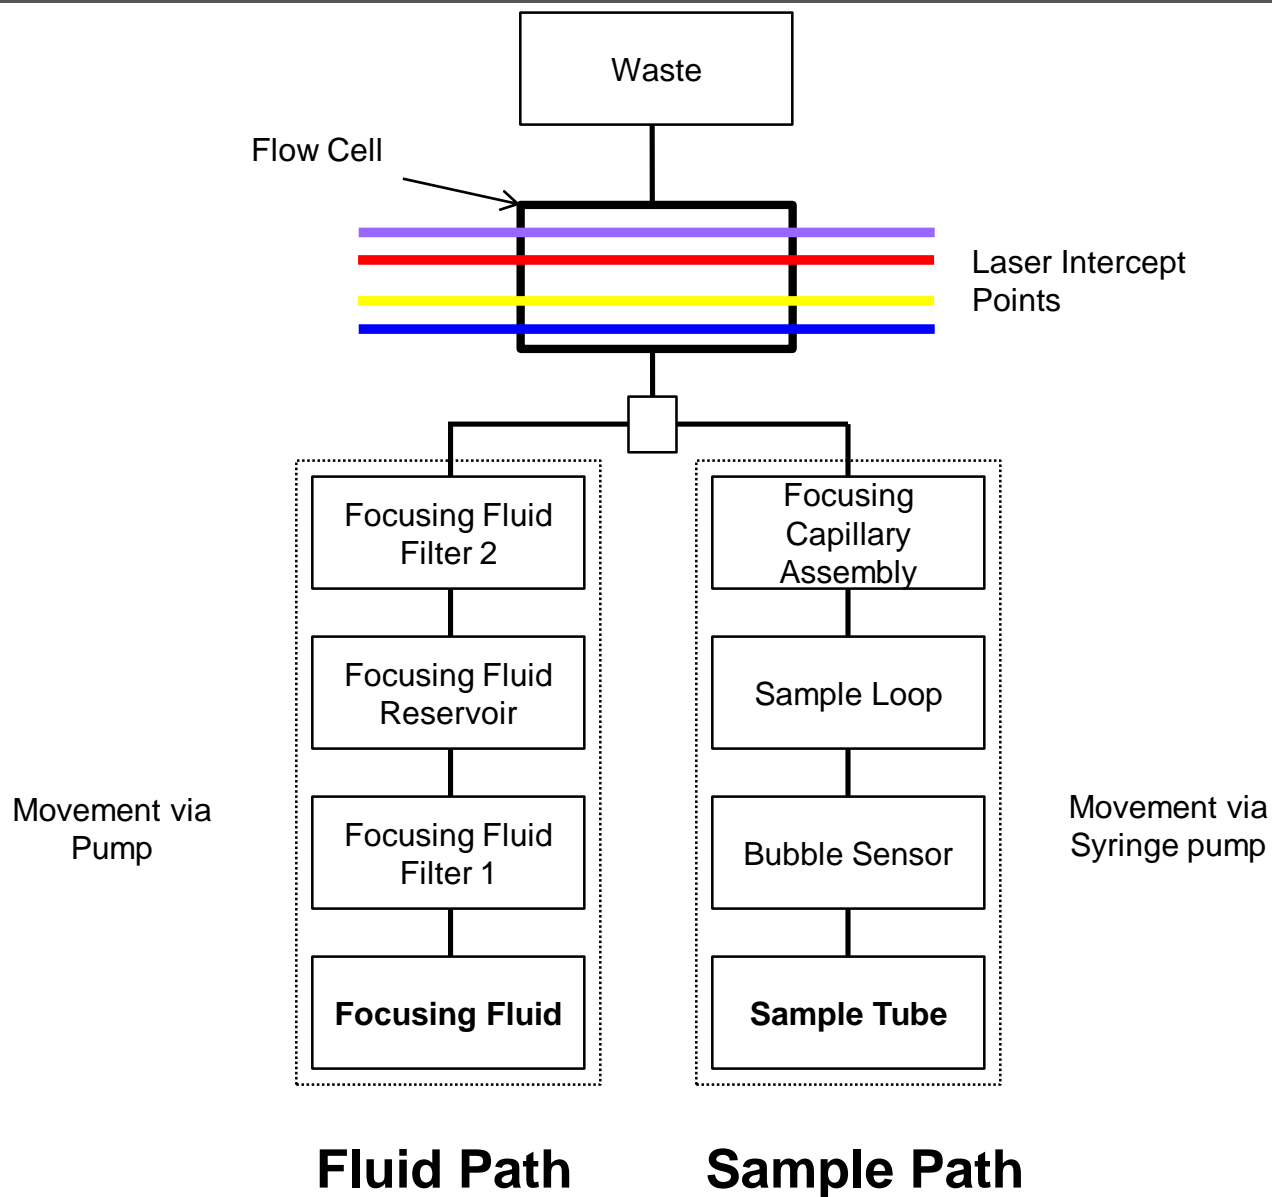 Waste
Flow Cell
Laser Intercept
Points
Focusing Fluid
Filter 2
Focusing
Capillary
Assembly
Focusing Fluid
Reservoir
Sample Loop
Movement via
Pump
Focusing Fluid
Filter 1
Bubble Sensor
Movement via
Syringe pump
Focusing Fluid
Sample Tube
Fluid Path
Sample Path